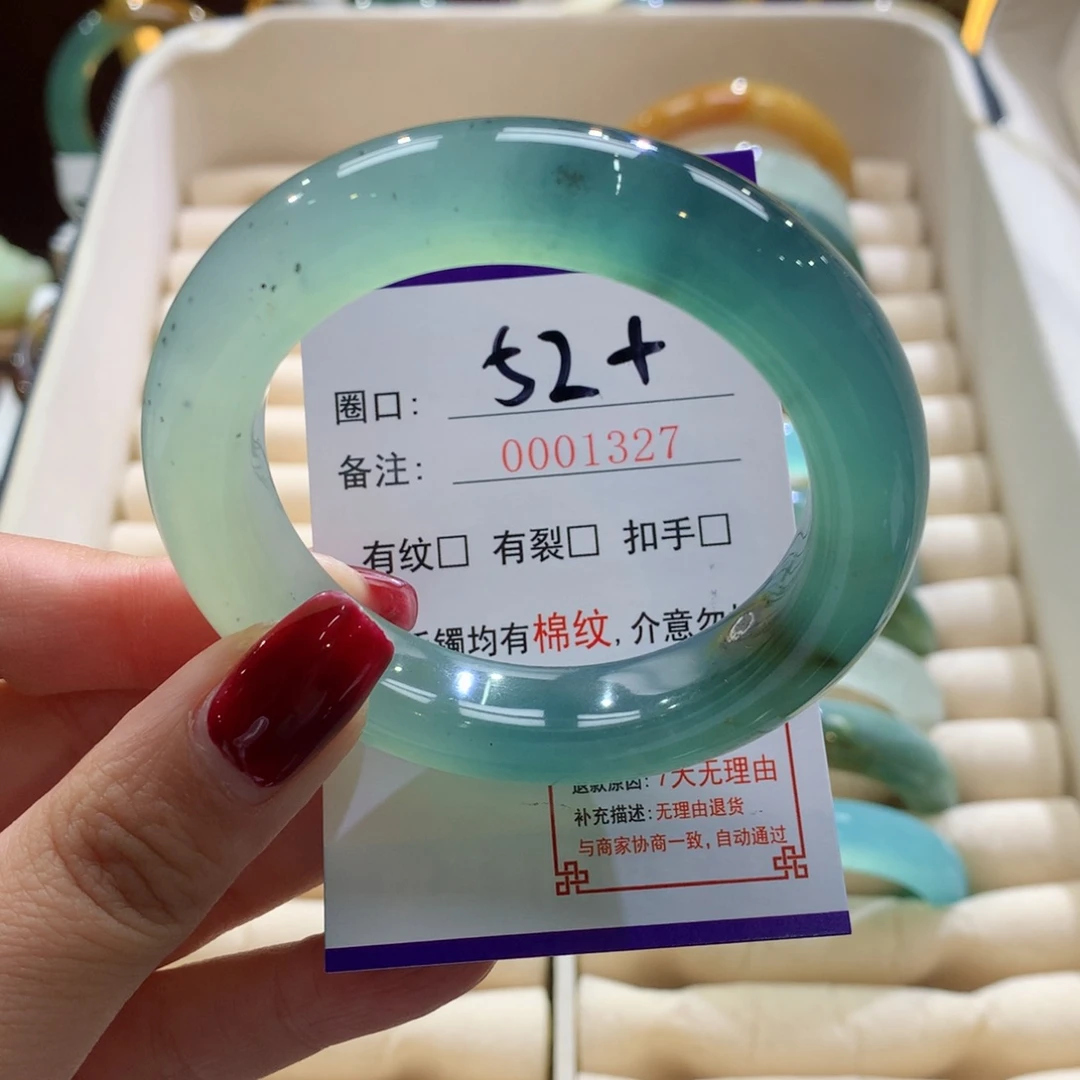 圈口: 52+
备注: 0001327
有纹□ 有裂□ 扣手□
镯均有棉纹, 介意勿
退款原因: 7天无理由
补充描述: 无理由退货
与商家协商一致, 自动通过